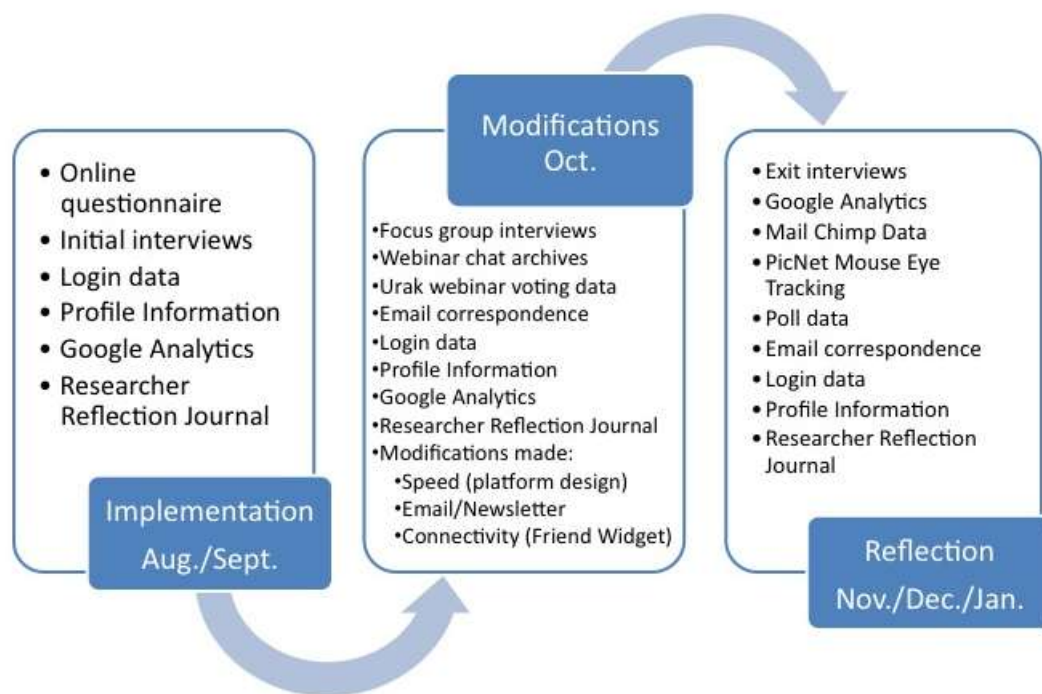 • Online
questionnaire
• Initial interviews
• Login data
• Profile Information
• Google Analytics
• Researcher
Reflection Journal
Implementation
Aug./Sept.
Modifications
Oct.
•Focus group interviews
•Webinar chat archives
•Urak webinar voting data
•Email correspondence
•Login data
•Profile Information
•Google Analytics
•Researcher Reflection Journal
•Modifications made:
•Speed (platform design)
•Email/Newsletter
•Connectivity (Friend Widget)
•Exit interviews
•Google Analytics
•Mail Chimp Data
•PicNet Mouse Eye
Tracking
•Poll data
•Email correspondence
•Login data
•Profile Information
•Researcher Reflection
Journal
Reflection
Nov./Dec./Jan.